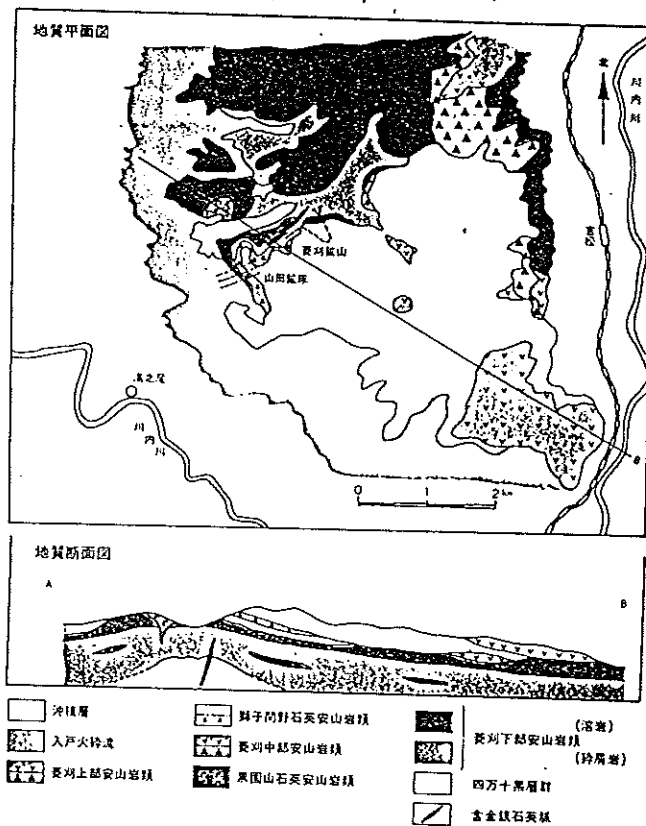 地質平面図
北
川内川
菱刈鉱山
山田鉱床
湯之尾
川内川
B
0 1 2 km
地質断面図
A
B
沖積層
入戸火砕流
菱刈上部安山岩類
獅子間野石英安山岩類
菱刈中部安山岩類
黒園山石英安山岩類
菱刈下部安山岩類
(溶岩)
(砕屑岩)
四万十累層群
含金銀石英脈